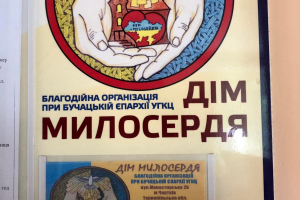 БЛАГОДІЙНА ОРГАНІЗАЦІЯ
ПРИ БУЧАЦЬКІЙ ЄПАРХІЇ УГКЦ
ДІМ
МИЛОСЕРДЯ
ДІМ МИЛОСЕРДЯ
БЛАГОДІЙНА ОРГАНІЗАЦІЯ
ПРИ БУЧАЦЬКІЙ ЄПАРХІЇ УГКЦ